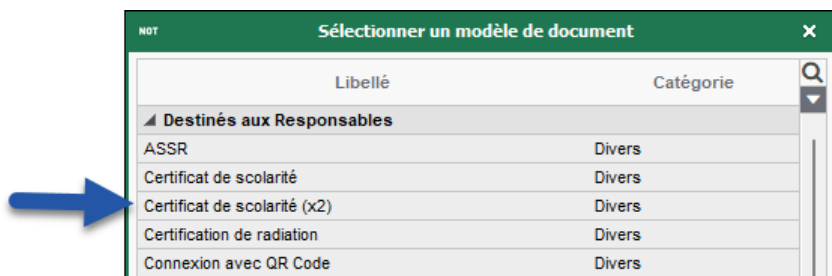 NOT Sélectionner un modèle de document
Libellé Catégorie
Destinés aux Responsables
ASSR Divers
Certificat de scolarité Divers
Certificat de scolarité (x2) Divers
Certification de radiation Divers
Connexion avec QR Code Divers